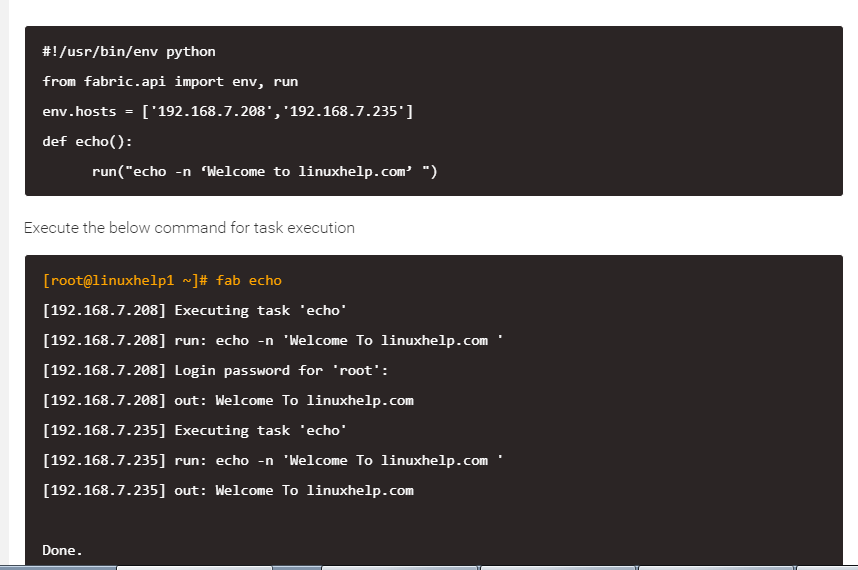 #!/usr/bin/env python
from fabric.api import env, run
env.hosts = ['192.168.7.208','192.168.7.235']
def echo():
run("echo -n ‘Welcome to linuxhelp.com’ ")
Execute the below command for task execution
[root@linuxhelp1 ~]# fab echo
[192.168.7.208] Executing task 'echo'
[192.168.7.208] run: echo -n 'Welcome To linuxhelp.com '
[192.168.7.208] Login password for 'root':
[192.168.7.208] out: Welcome To linuxhelp.com
[192.168.7.235] Executing task 'echo'
[192.168.7.235] run: echo -n 'Welcome To linuxhelp.com '
[192.168.7.235] out: Welcome To linuxhelp.com
Done.